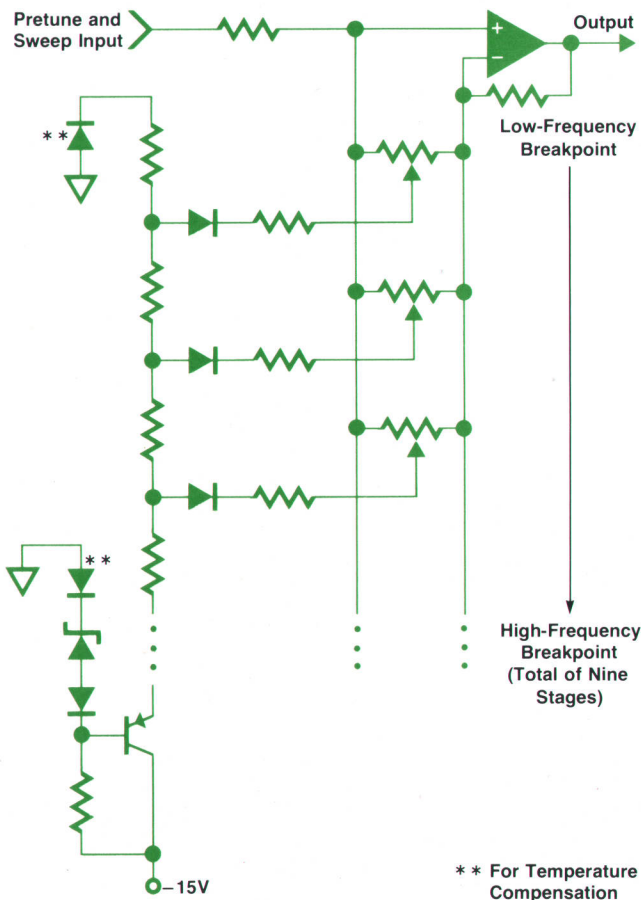 Pretune and
Sweep Input
Output
+
−
**
Low-Frequency
Breakpoint
**
High-Frequency
Breakpoint
(Total of Nine
Stages)
−15V
** For Temperature
Compensation